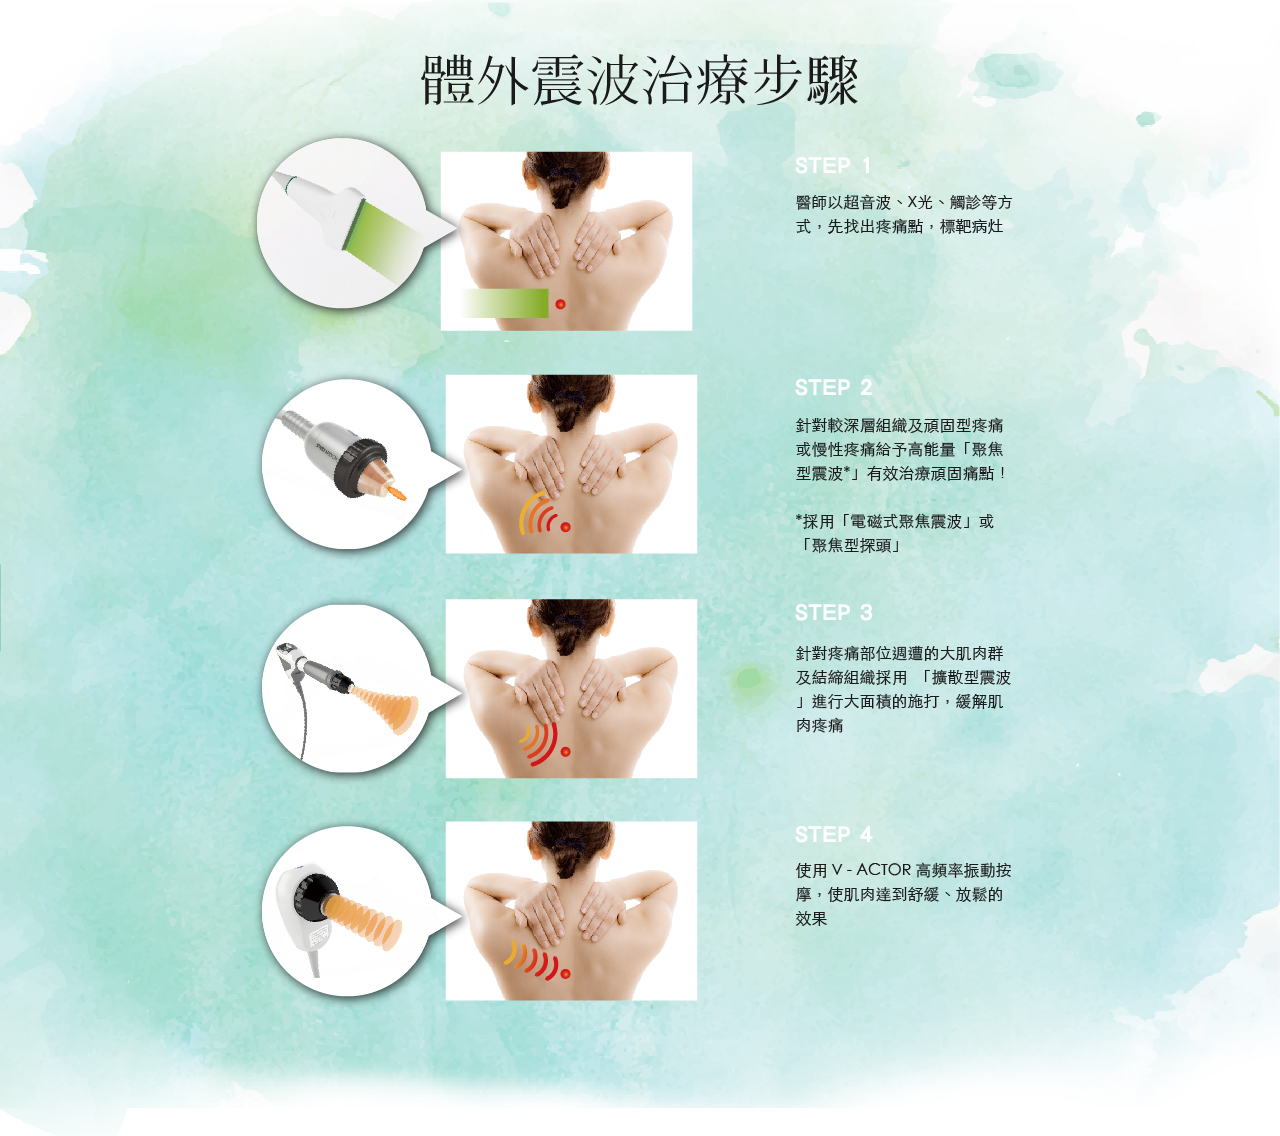 體外震波治療步驟
STEP 1
醫師以超音波、X光、觸診等方
式，先找出疼痛點，標靶病灶
STEP 2
針對較深層組織及頑固型疼痛
或慢性疼痛給予高能量「聚焦
型震波*」有效治療頑固痛點！
*採用「電磁式聚焦震波」或
「聚焦型探頭」
STEP 3
針對疼痛部位週遭的大肌肉群
及結締組織採用 「擴散型震波
」進行大面積的施打，緩解肌
肉疼痛
STEP 4
使用 V - ACTOR 高頻率振動按
摩，使肌肉達到舒緩、放鬆的
效果